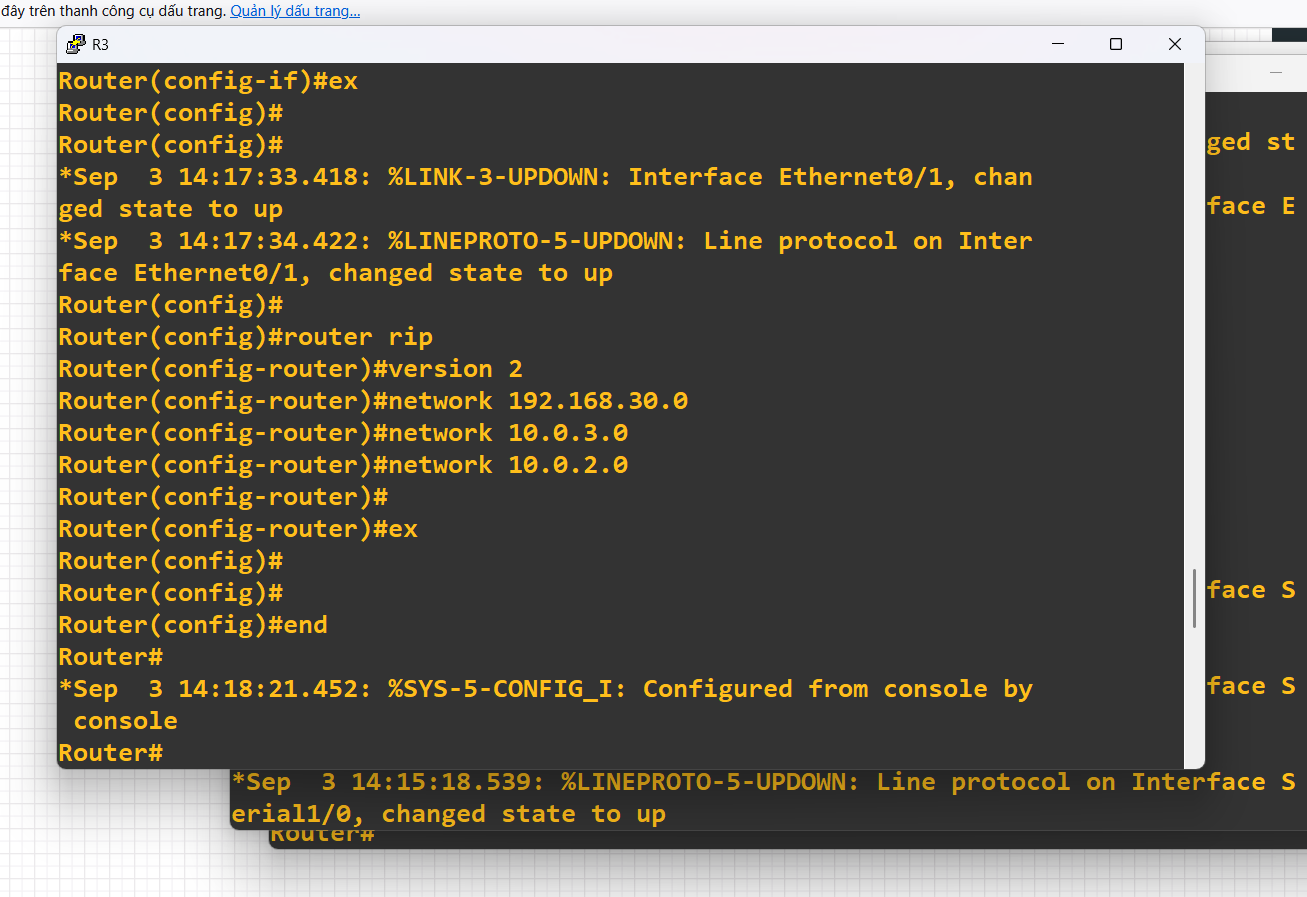 đây trên thanh công cụ dấu trang. Quản lý dấu trang...
R3
Router(config-if)#ex
Router(config)#
Router(config)#
*Sep  3 14:17:33.418: %LINK-3-UPDOWN: Interface Ethernet0/1, chan
ged state to up
*Sep  3 14:17:34.422: %LINEPROTO-5-UPDOWN: Line protocol on Inter
face Ethernet0/1, changed state to up
Router(config)#
Router(config)#router rip
Router(config-router)#version 2
Router(config-router)#network 192.168.30.0
Router(config-router)#network 10.0.3.0
Router(config-router)#network 10.0.2.0
Router(config-router)#
Router(config-router)#ex
Router(config)#
Router(config)#
Router(config)#end
Router#
*Sep  3 14:18:21.452: %SYS-5-CONFIG_I: Configured from console by
 console
Router#
ged st
face E
face S
face S
*Sep  3 14:15:18.539: %LINEPROTO-5-UPDOWN: Line protocol on Interface S
erial1/0, changed state to up
Router#